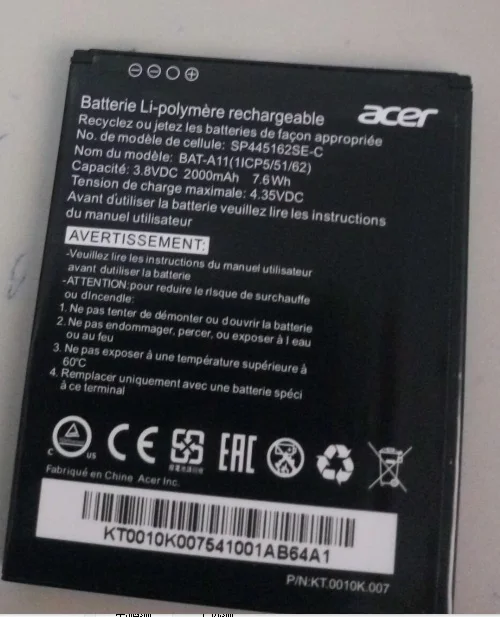 ⊖⊖○⊕
Batterie Li-polymère rechargeable
acer
Recyclez ou jetez les batteries de façon appropriée
No. de modèle de cellule: SP445162SE-C
Nom du modèle: BAT-A11(1ICP5/51/62)
Capacité: 3.8VDC 2000mAh 7.6Wh
Tension de charge maximale: 4.35VDC
Avant d'utiliser la batterie veuillez lire les instructions
du manuel utilisateur
AVERTISSEMENT:
-Veuillez lire les instructions du manuel utilisateur
avant dutiliser la batterie
-ATTENTION:pour reduire le risque de surchauffe
ou dIncendle:
1. Ne pas tenter de démonter ou douvrir la batterie
2. Ne pas endommager, percer, ou exposer à l eau
ou au feu
3. Ne pas exposer à une température supérieure à
60°C
4. Remplacer uniquement avec une batterie spéci
à ce terminal
C US CE EAC
Fabriqué en Chine Acer Inc.
KT0010K007541001AB64A1
P/N:KT.0010K.007